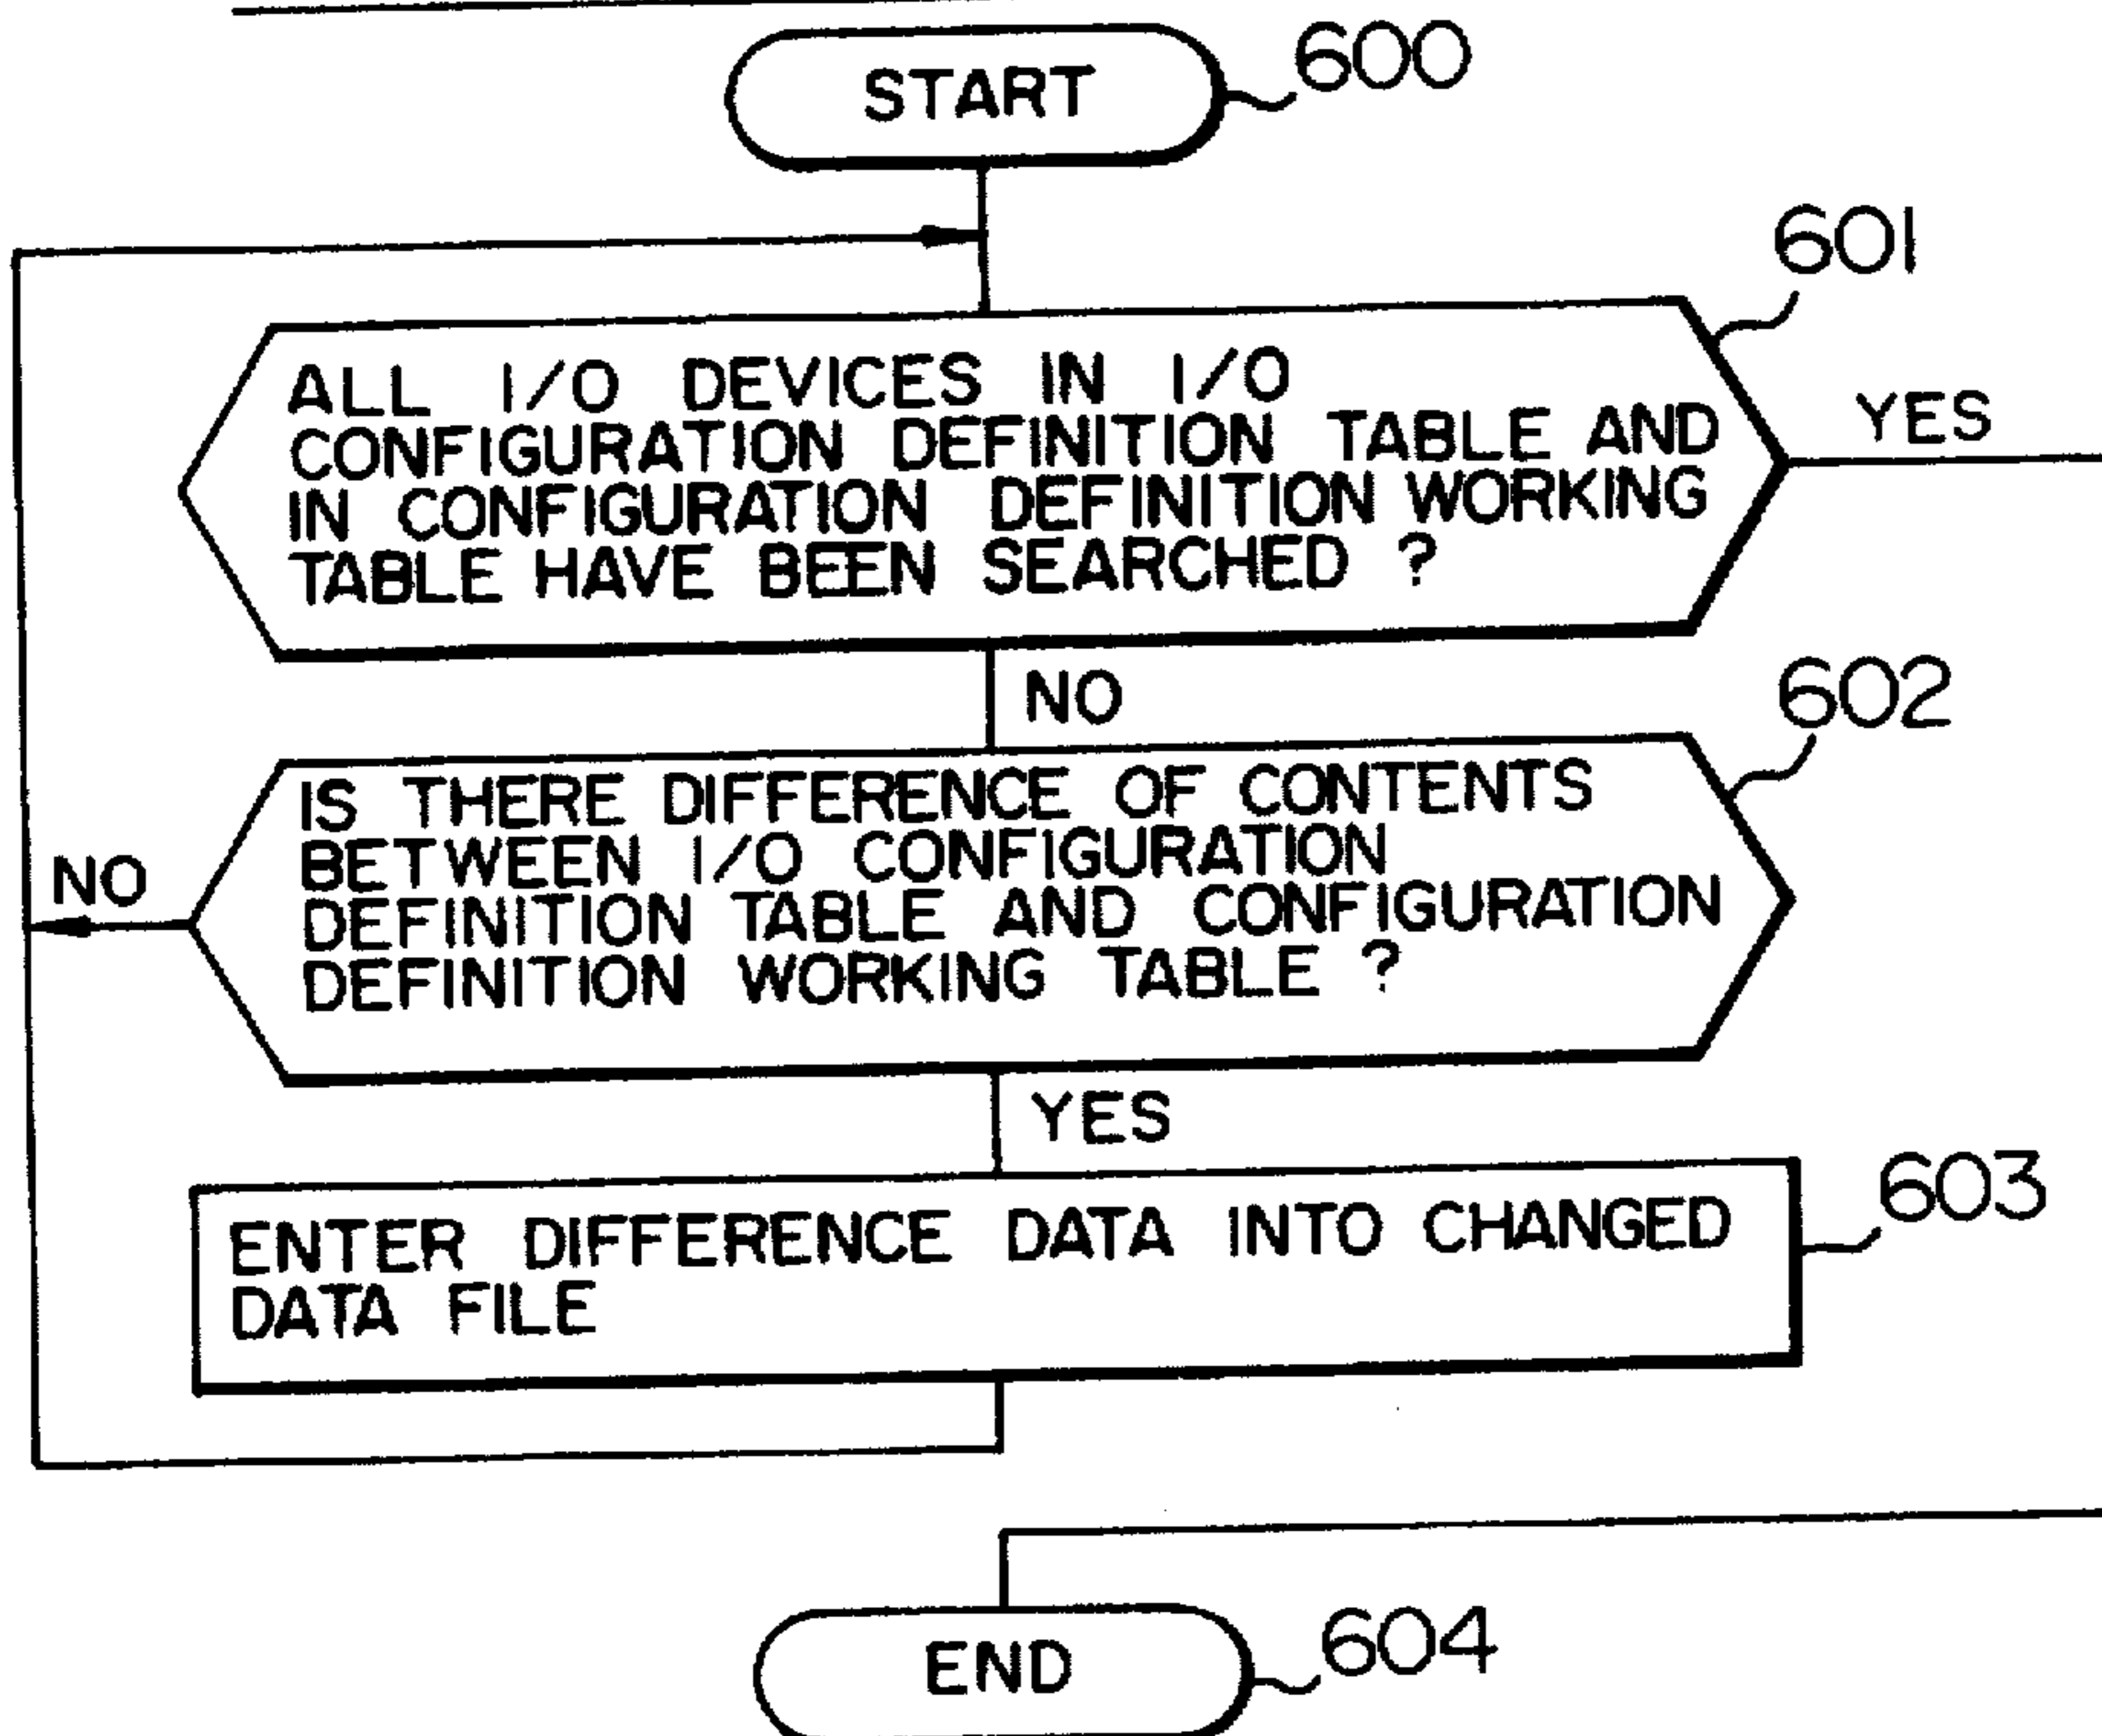 START
600
601
ALL I/O DEVICES IN I/O
CONFIGURATION DEFINITION TABLE AND
IN CONFIGURATION DEFINITION WORKING
TABLE HAVE BEEN SEARCHED ?
YES
NO
602
IS THERE DIFFERENCE OF CONTENTS
BETWEEN I/O CONFIGURATION
DEFINITION TABLE AND CONFIGURATION
DEFINITION WORKING TABLE ?
NO
YES
603
ENTER DIFFERENCE DATA INTO CHANGED
DATA FILE
END
604